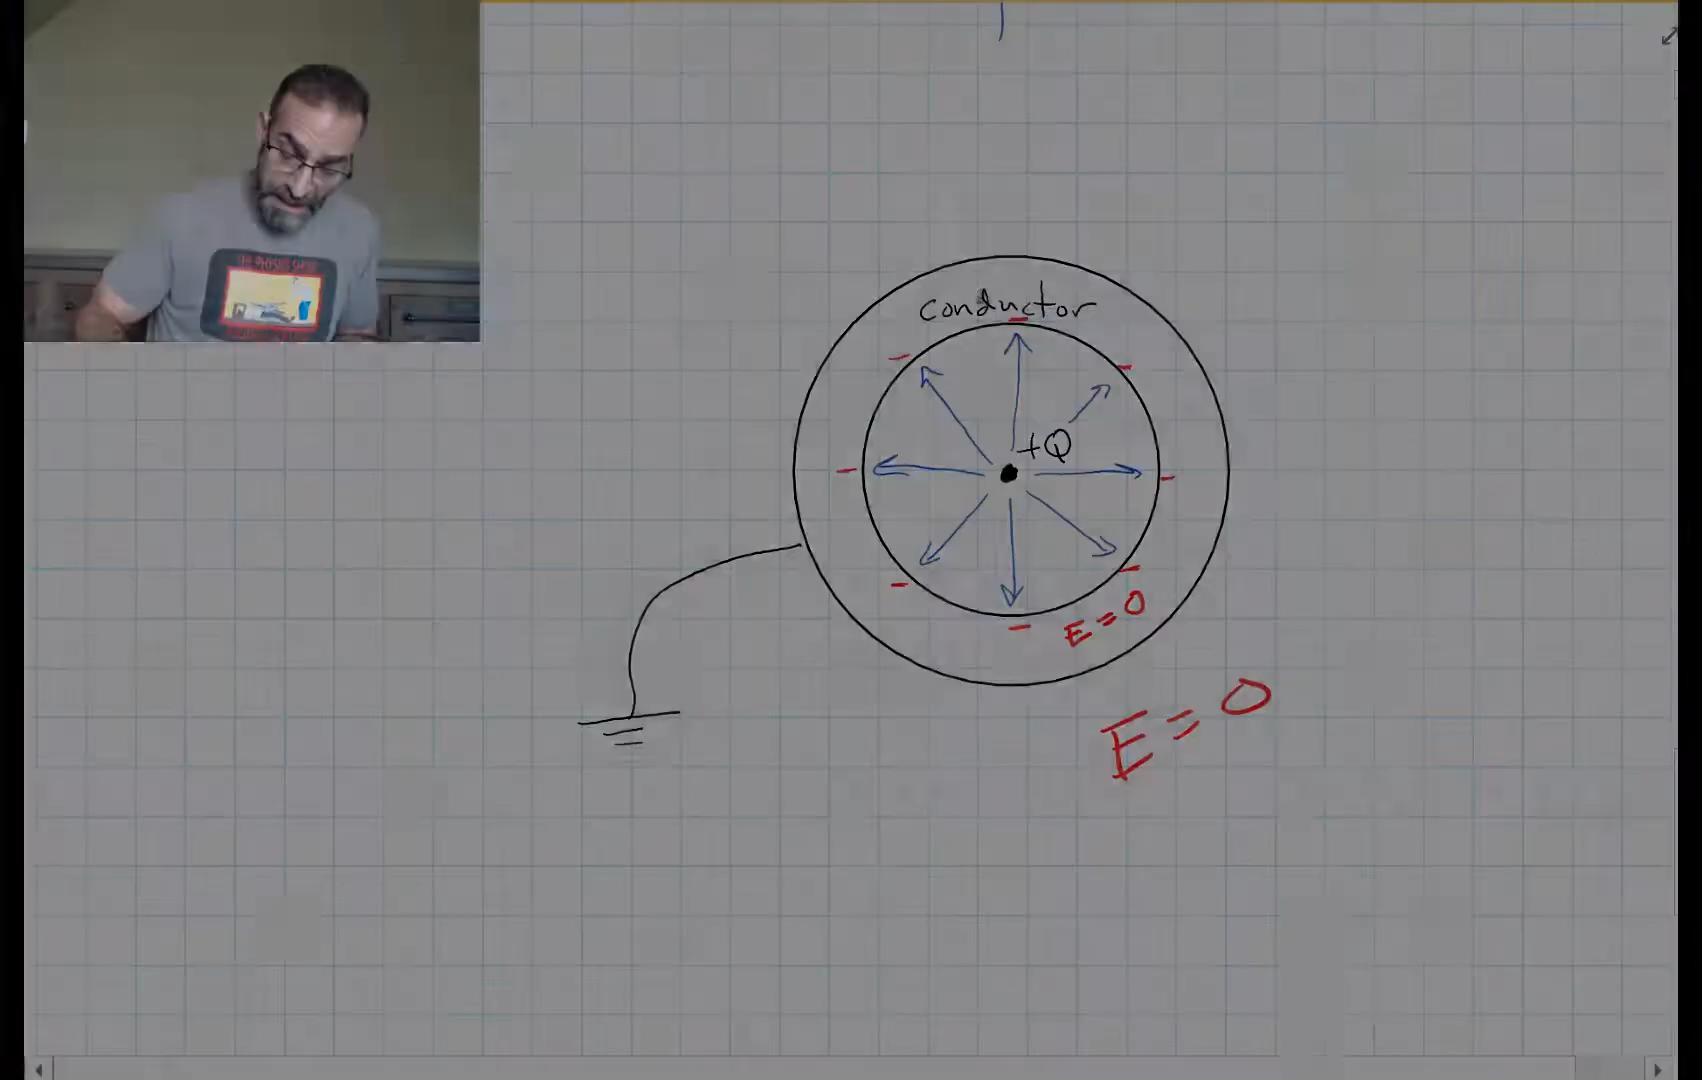 conductor
+Q
E = 0
E = 0